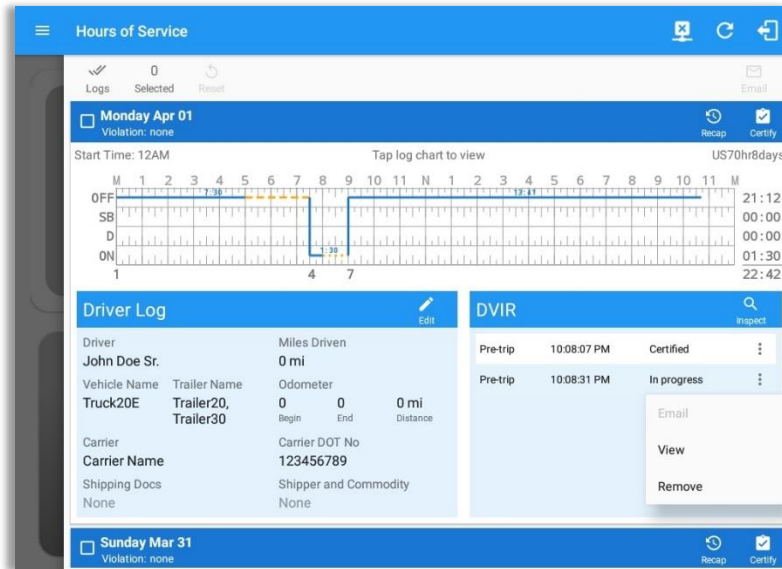 Hours of Service
Logs
0
Selected
Reset
Email
Monday Apr 01
Violation: none
Recap
Certify
Start Time: 12AM
Tap log chart to view
US70hr8days
M 1 2 3 4 5 6 7 8 9 10 11 N 1 2 3 4 5 6 7 8 9 10 11 M
OFF 7:30 13:41 21:12
SB 00:00
D 00:00
ON 1:30 01:30
22:42
1 4 7
Driver Log
Edit
Driver
John Doe Sr.
Miles Driven
0 mi
Vehicle Name
Truck20E
Trailer Name
Trailer20,
Trailer30
Odometer
0 0 0 mi
Begin End Distance
Carrier
Carrier Name
Carrier DOT No
123456789
Shipping Docs
None
Shipper and Commodity
None
DVIR
Inspect
Pre-trip 10:08:07 PM Certified
Pre-trip 10:08:31 PM In progress
Email
View
Remove
Sunday Mar 31
Violation: none
Recap
Certify